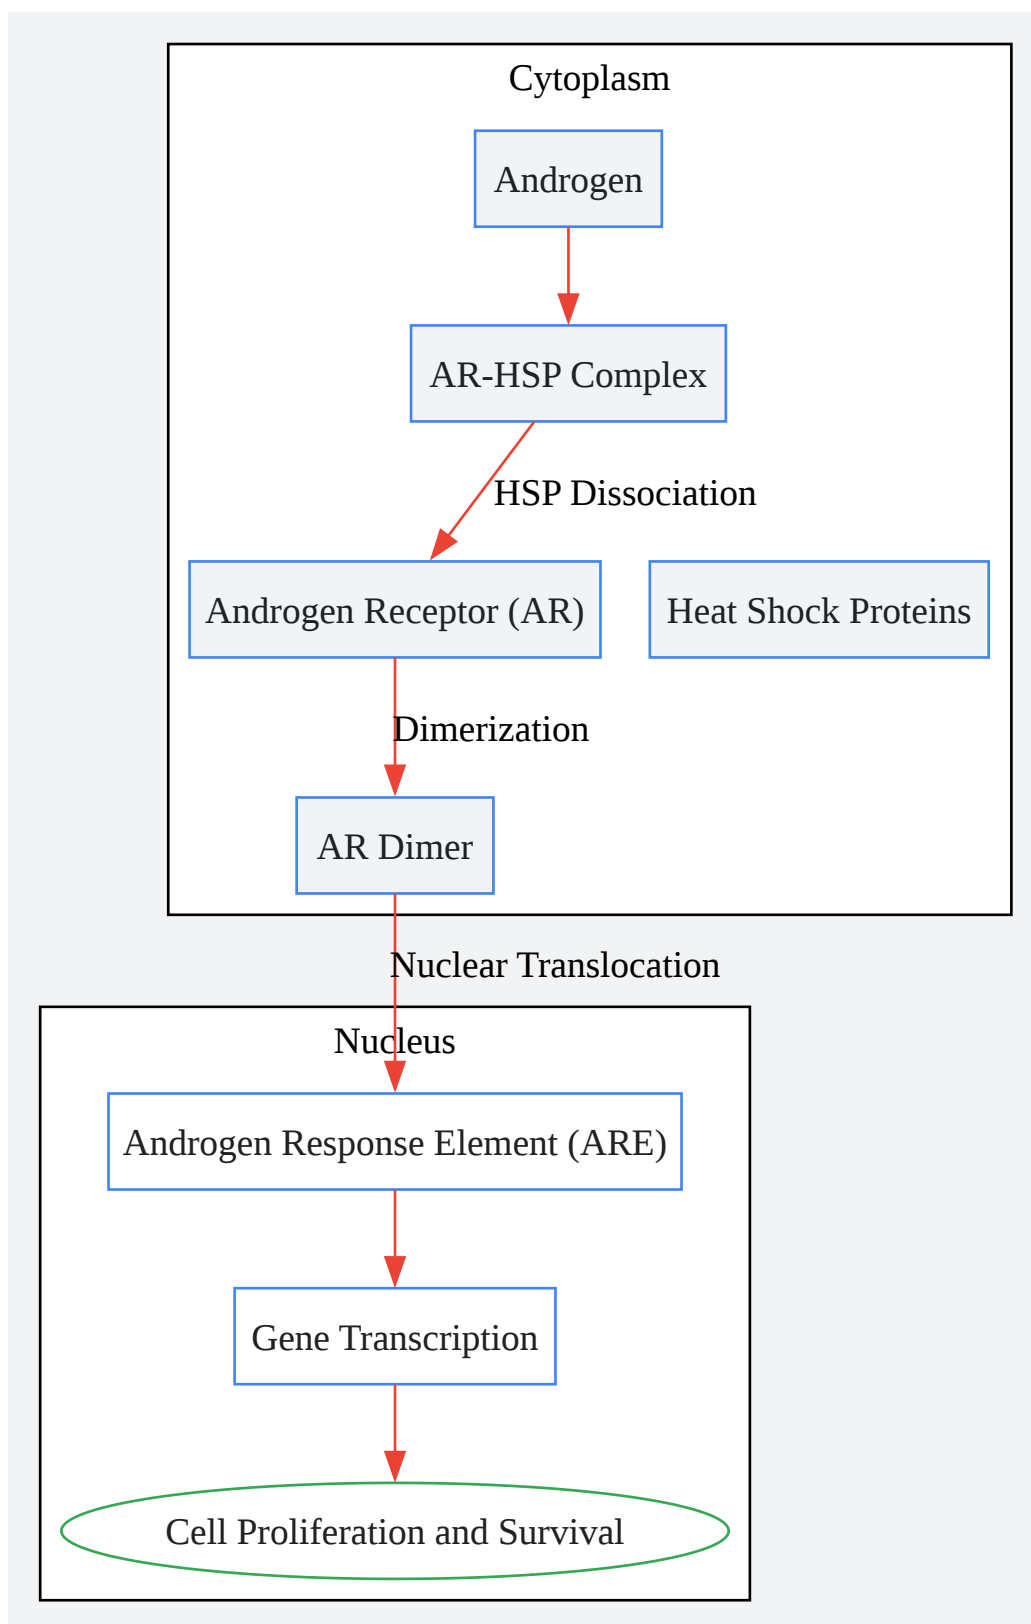 Cytoplasm
Androgen
AR-HSP Complex
HSP Dissociation
Androgen Receptor (AR)
Heat Shock Proteins
Dimerization
AR Dimer
Nuclear Translocation
Nucleus
Androgen Response Element (ARE)
Gene Transcription
Cell Proliferation and Survival